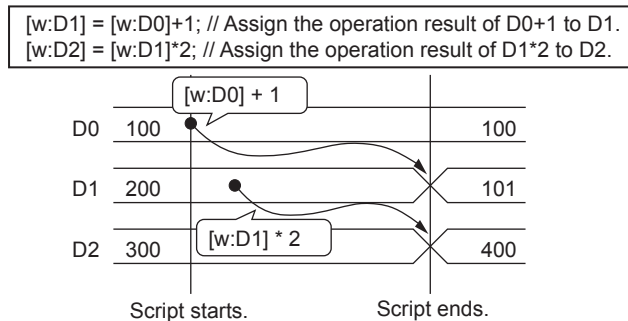 [w:D1] = [w:D0]+1; // Assign the operation result of D0+1 to D1.
[w:D2] = [w:D1]*2; // Assign the operation result of D1*2 to D2.
[w:D0] + 1
D0 100 100
D1 200 101
[w:D1] * 2
D2 300 400
Script starts. Script ends.